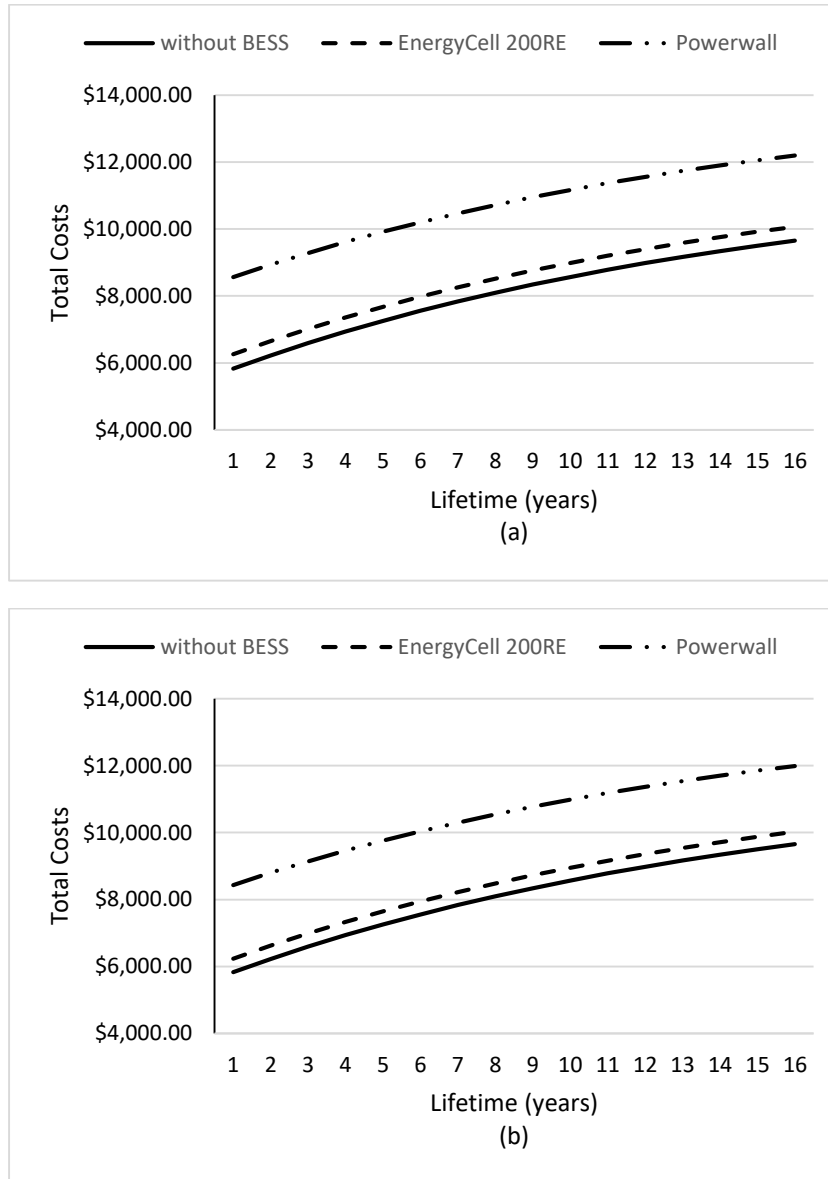 without BESS EnergyCell 200RE Powerwall
$14,000.00
$12,000.00
$10,000.00
$8,000.00
$6,000.00
$4,000.00
Total Costs
1 2 3 4 5 6 7 8 9 10 11 12 13 14 15 16
Lifetime (years)
(a)
without BESS EnergyCell 200RE Powerwall
$14,000.00
$12,000.00
$10,000.00
$8,000.00
$6,000.00
$4,000.00
Total Costs
1 2 3 4 5 6 7 8 9 10 11 12 13 14 15 16
Lifetime (years)
(b)